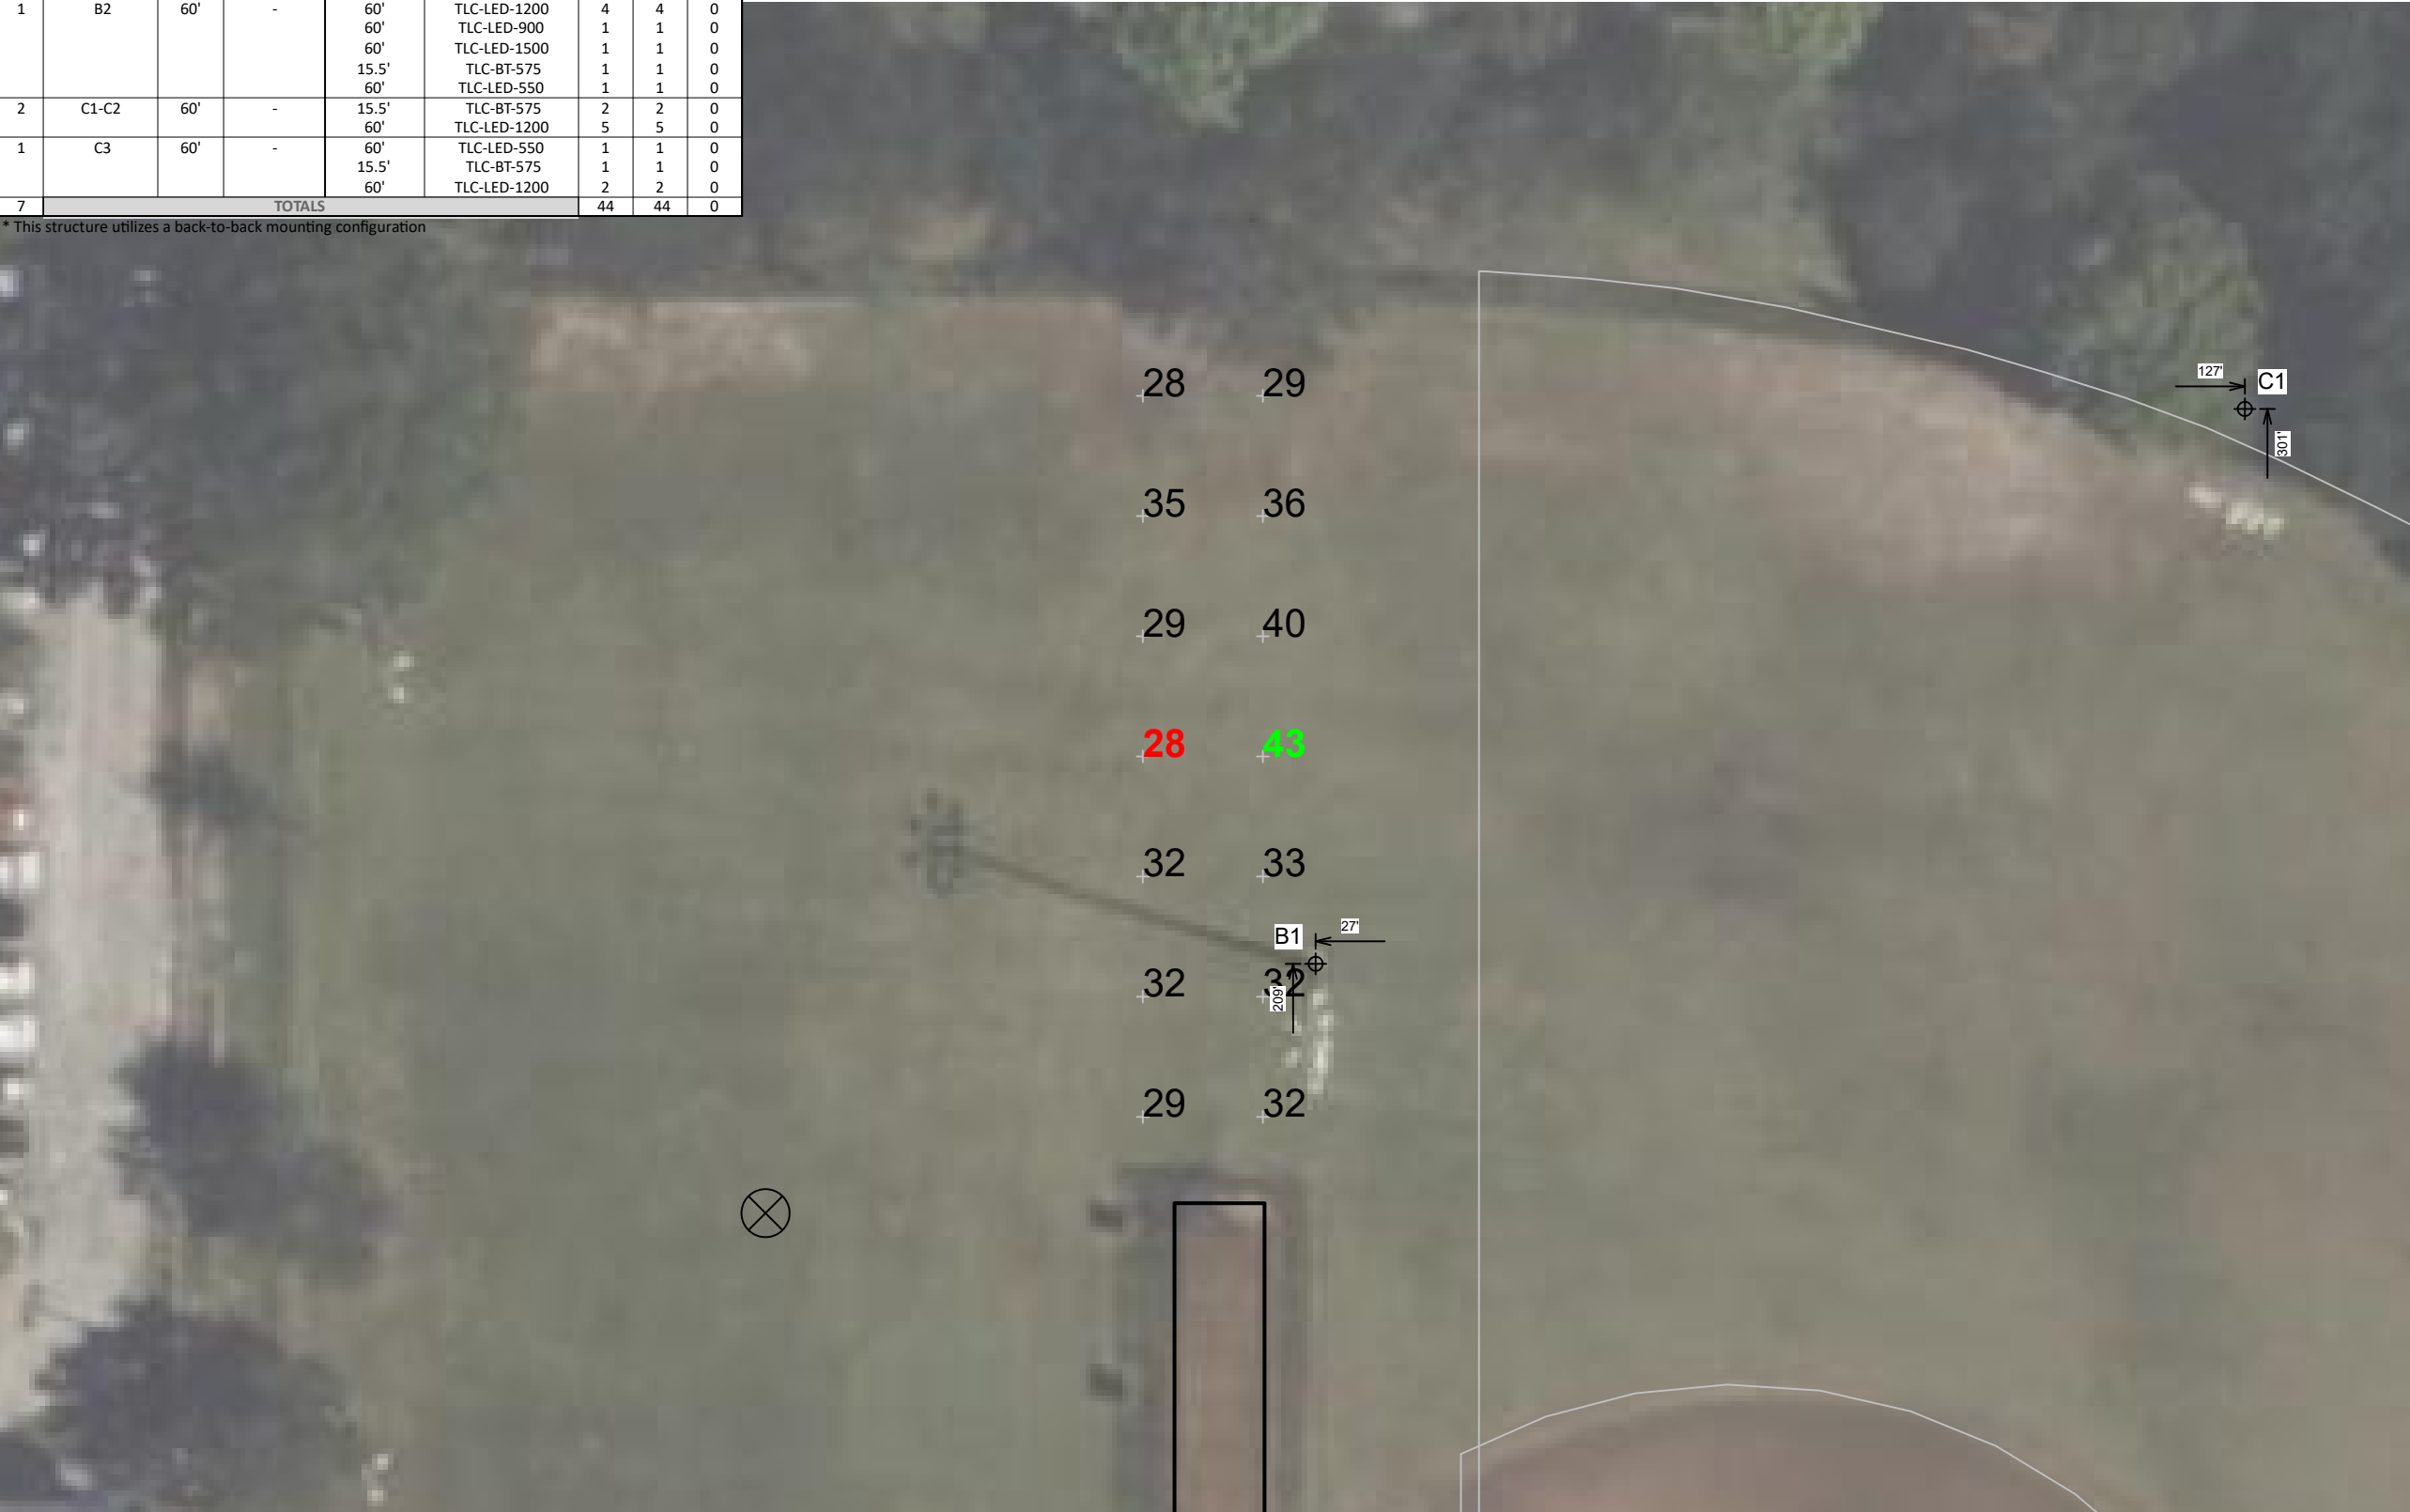 1 B2 60' - 60' TLC-LED-1200 4 4 0
60' TLC-LED-900 1 1 0
60' TLC-LED-1500 1 1 0
15.5' TLC-BT-575 1 1 0
60' TLC-LED-550 1 1 0
2 C1-C2 60' - 15.5' TLC-BT-575 2 2 0
60' TLC-LED-1200 5 5 0
1 C3 60' - 60' TLC-LED-550 1 1 0
15.5' TLC-BT-575 1 1 0
60' TLC-LED-1200 2 2 0
7 TOTALS 44 44 0
* This structure utilizes a back-to-back mounting configuration
28 29
127' C1
301'
35 36
29 40
28 43
32 33
B1 27'
32 32
209'
29 32